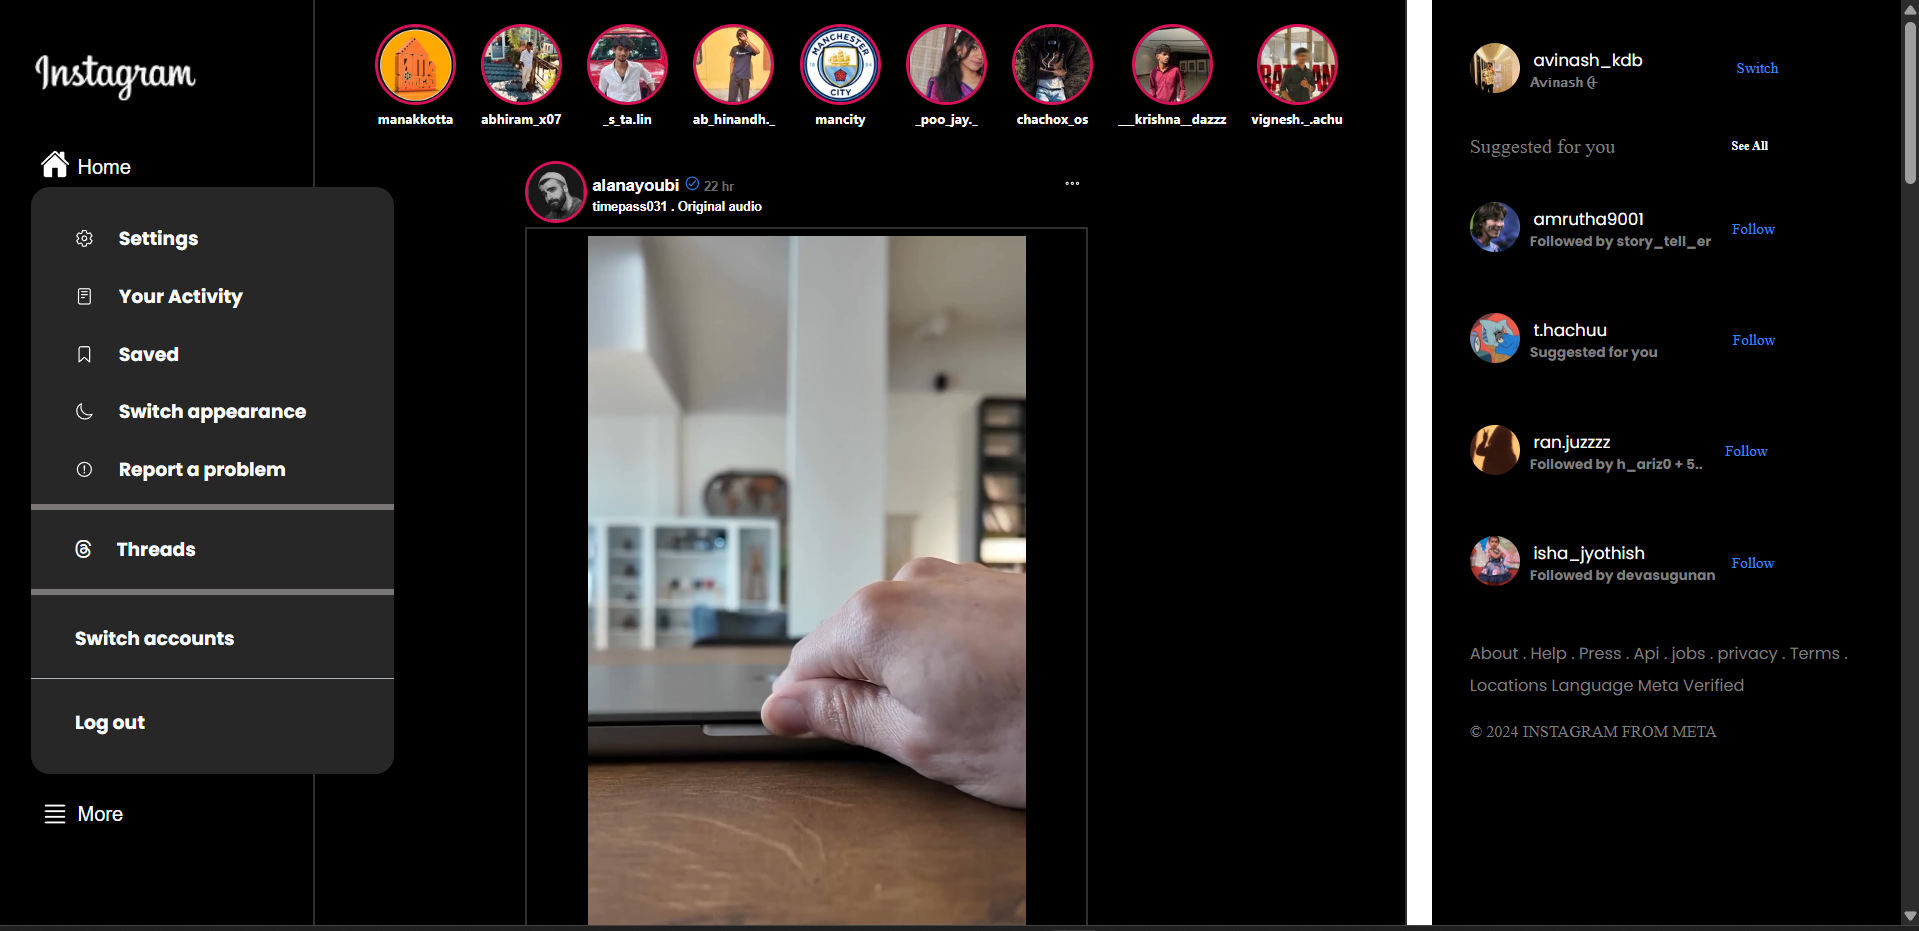 Instagram
Home
Settings
Your Activity
Saved
Switch appearance
Report a problem
Threads
Switch accounts
Log out
More
manakkotta
abhiram_x07
_s_ta.lin
ab_hinandh._
MANCHESTER
18 94
CITY
mancity
_poo_jay._
chachox_os
__krishna__dazzz
vignesh._.achu
alanayoubi 22 hr
timepass031 . Original audio
avinash_kdb
Switch
Suggested for you
See All
amrutha9001
Followed by story_tell_er
Follow
t.hachuu
Suggested for you
Follow
ran.juzzzz
Followed by h_ariz0 + 5..
Follow
isha_jyothish
Followed by devasugunan
Follow
About . Help . Press . Api . jobs . privacy . Terms .
Locations Language Meta Verified
© 2024 INSTAGRAM FROM META